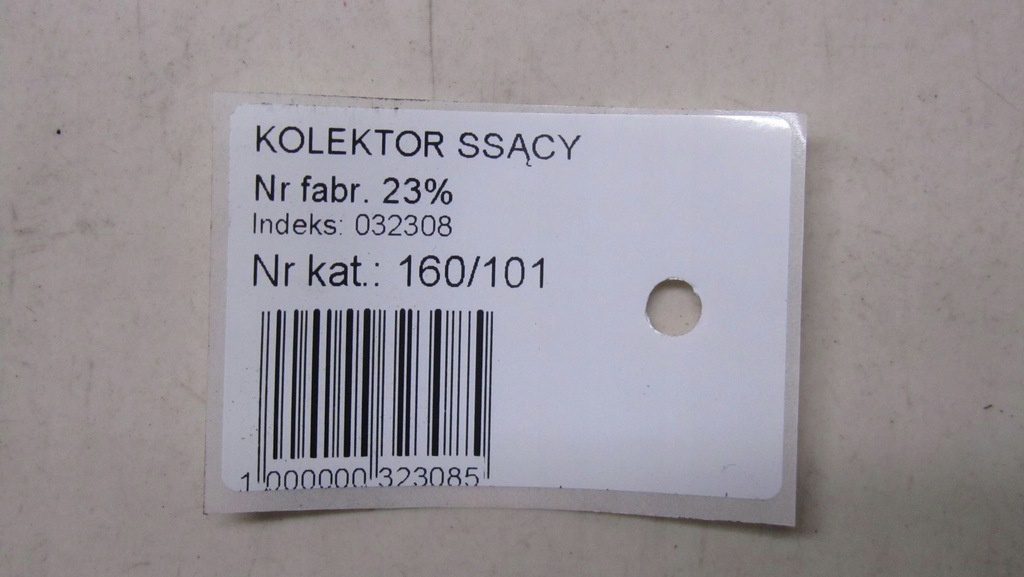 KOLEKTOR SSĄCY
Nr fabr. 23%
Indeks: 032308
Nr kat.: 160/101
1 000000 323085